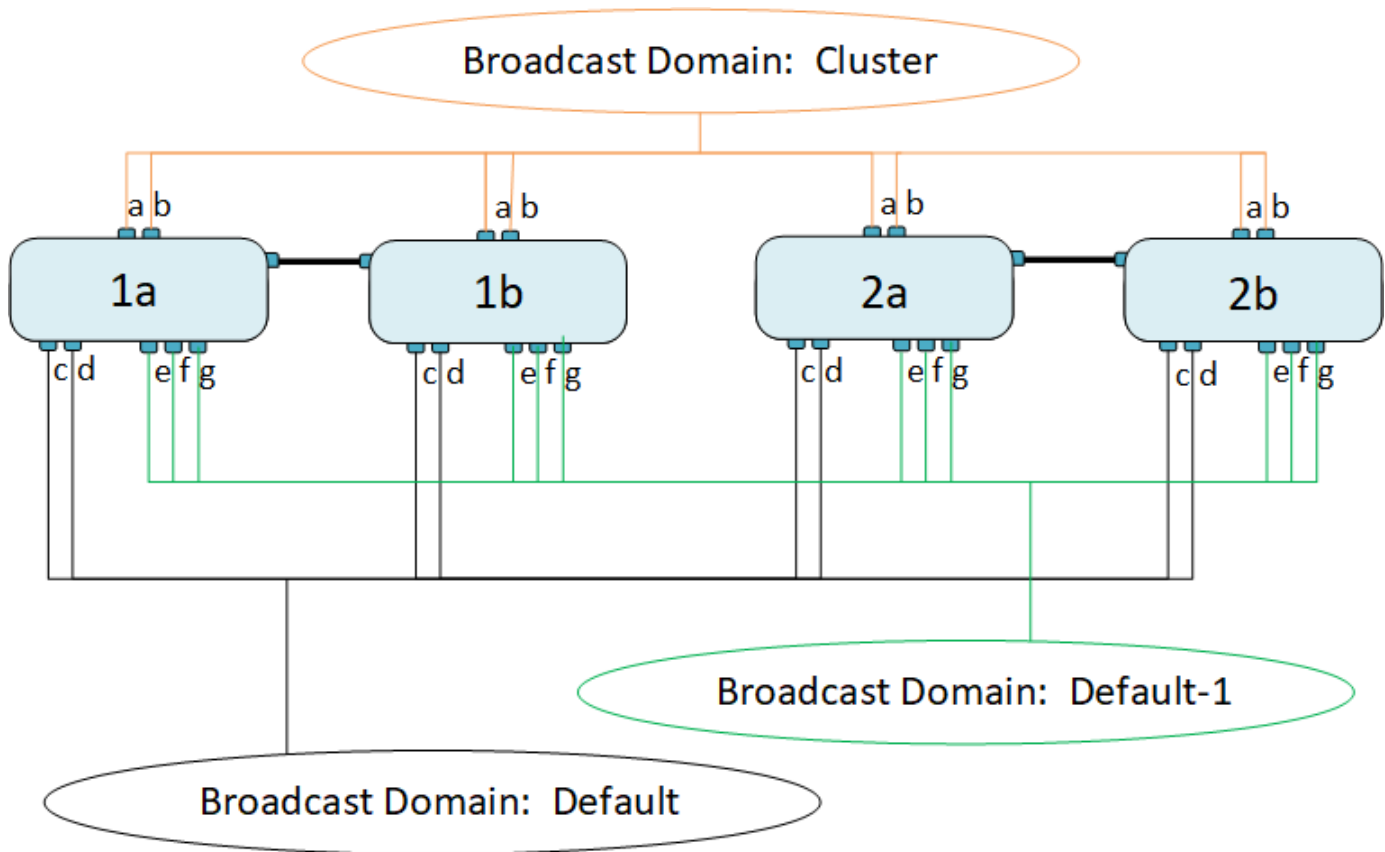 Broadcast Domain: Cluster
a b a b a b a b
1a 1b 2a 2b
c d e f g c d e f g c d e f g c d e f g
Broadcast Domain: Default-1
Broadcast Domain: Default